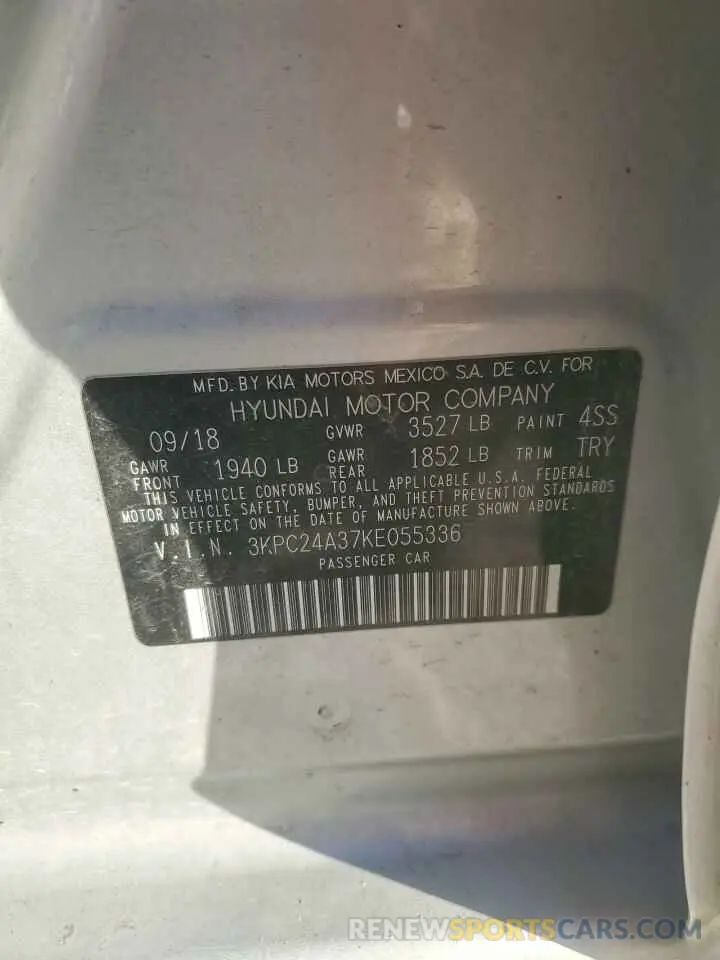 MFD. BY KIA MOTORS MEXICO S.A. DE C.V. FOR
HYUNDAI MOTOR COMPANY
09/18 GVWR 3527 LB PAINT 4SS
GAWR FRONT 1940 LB GAWR REAR 1852 LB TRIM TRY
THIS VEHICLE CONFORMS TO ALL APPLICABLE U.S.A. FEDERAL
MOTOR VEHICLE SAFETY, BUMPER, AND THEFT PREVENTION STANDARDS
IN EFFECT ON THE DATE OF MANUFACTURE SHOWN ABOVE.
V.I.N. 3KPC24A37KE055336
PASSENGER CAR
RENEWSPORTSCARS.COM